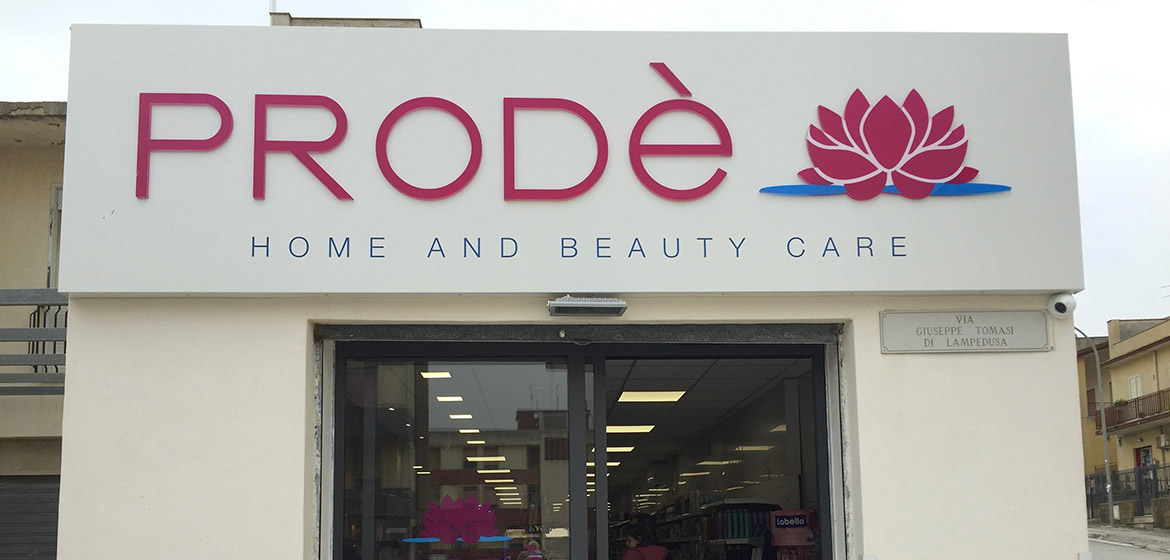 PRODè
HOME AND BEAUTY CARE
VIA
GIUSEPPE TOMASI
DI LAMPEDUSA
Labello